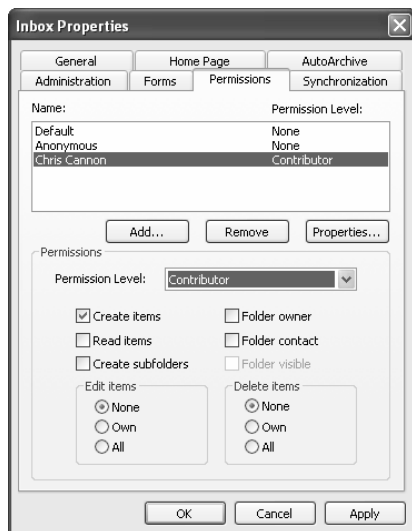 Inbox Properties
General Home Page AutoArchive
Administration Forms Permissions Synchronization
Name: Permission Level:
Default None
Anonymous None
Chris Cannon Contributor
Add... Remove Properties...
Permissions
Permission Level: Contributor
Create items Folder owner
Read items Folder contact
Create subfolders Folder visible
Edit items Delete items
None None
Own Own
All All
OK Cancel Apply